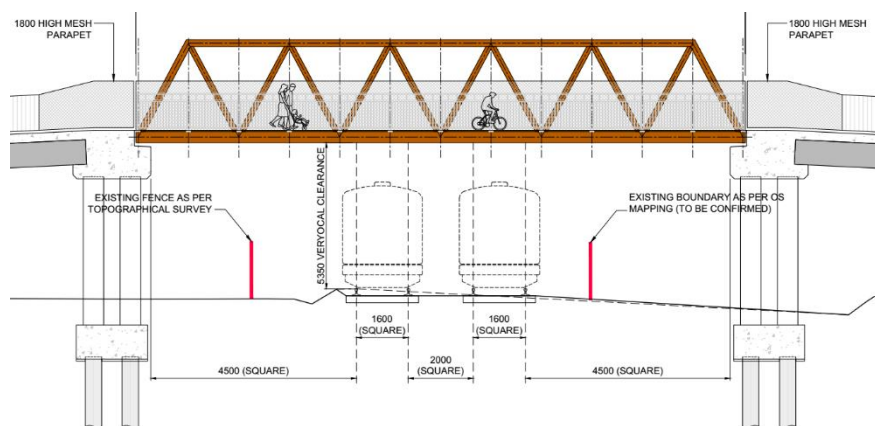 1800 HIGH MESH
PARAPET
1800 HIGH MESH
PARAPET
EXISTING FENCE AS PER
TOPOGRAPHICAL SURVEY
5350 VERYOCAL CLEARANCE
EXISTING BOUNDARY AS PER OS
MAPPING (TO BE CONFIRMED)
1600
(SQUARE)
1600
(SQUARE)
2000
(SQUARE)
4500 (SQUARE)
4500 (SQUARE)